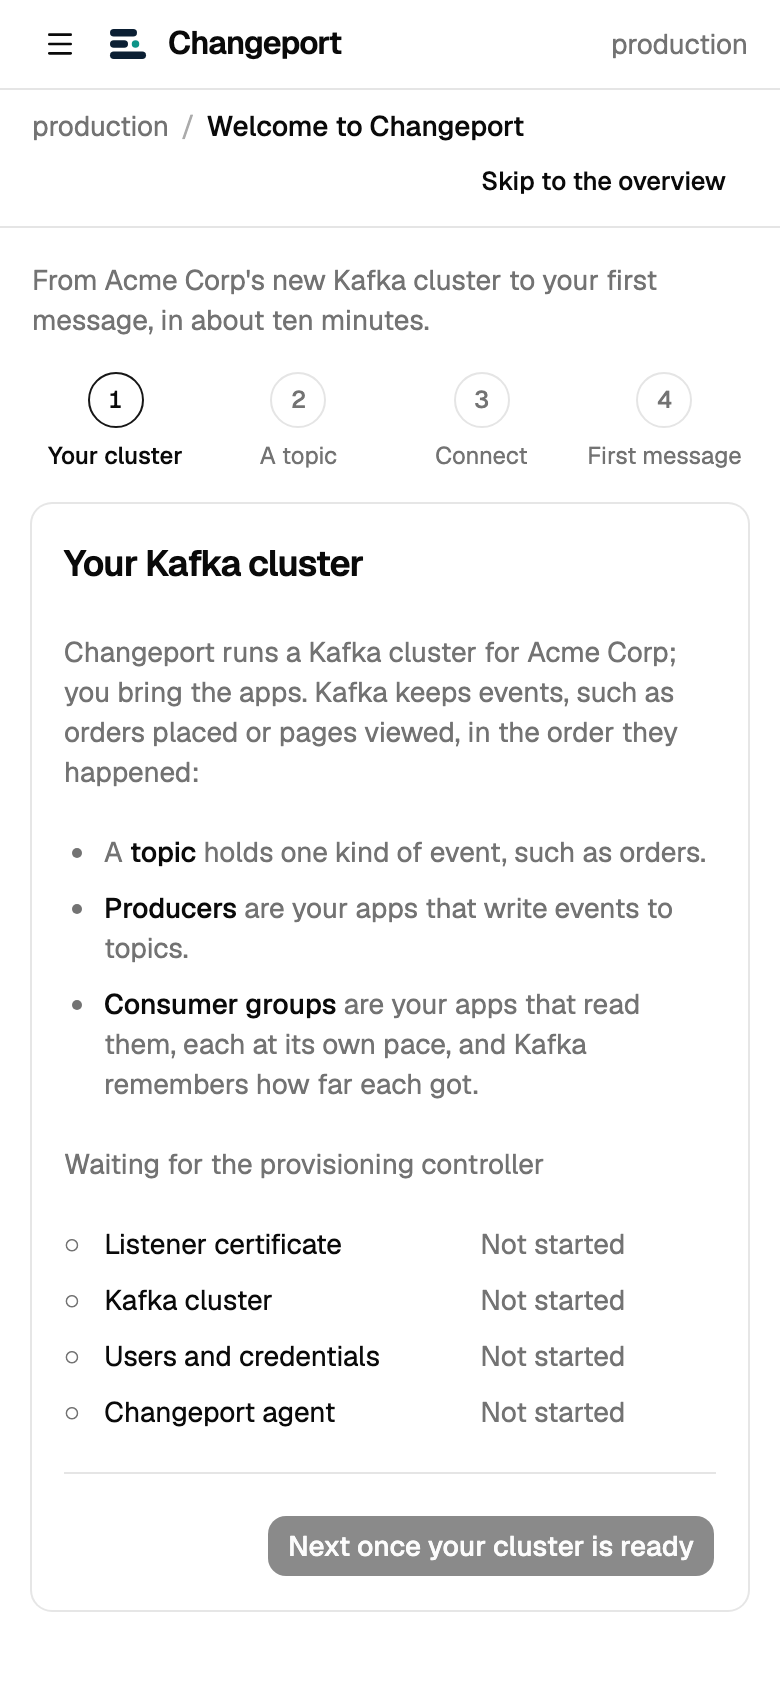 Changeport
production
production / Welcome to Changeport
Skip to the overview
From Acme Corp's new Kafka cluster to your first
message, in about ten minutes.
1
2
3
4
Your cluster
A topic
Connect
First message
Your Kafka cluster
Changeport runs a Kafka cluster for Acme Corp;
you bring the apps. Kafka keeps events, such as
orders placed or pages viewed, in the order they
happened:
A topic holds one kind of event, such as orders.
Producers are your apps that write events to
topics.
Consumer groups are your apps that read
them, each at its own pace, and Kafka
remembers how far each got.
Waiting for the provisioning controller
Listener certificate Not started
Kafka cluster Not started
Users and credentials Not started
Changeport agent Not started
Next once your cluster is ready